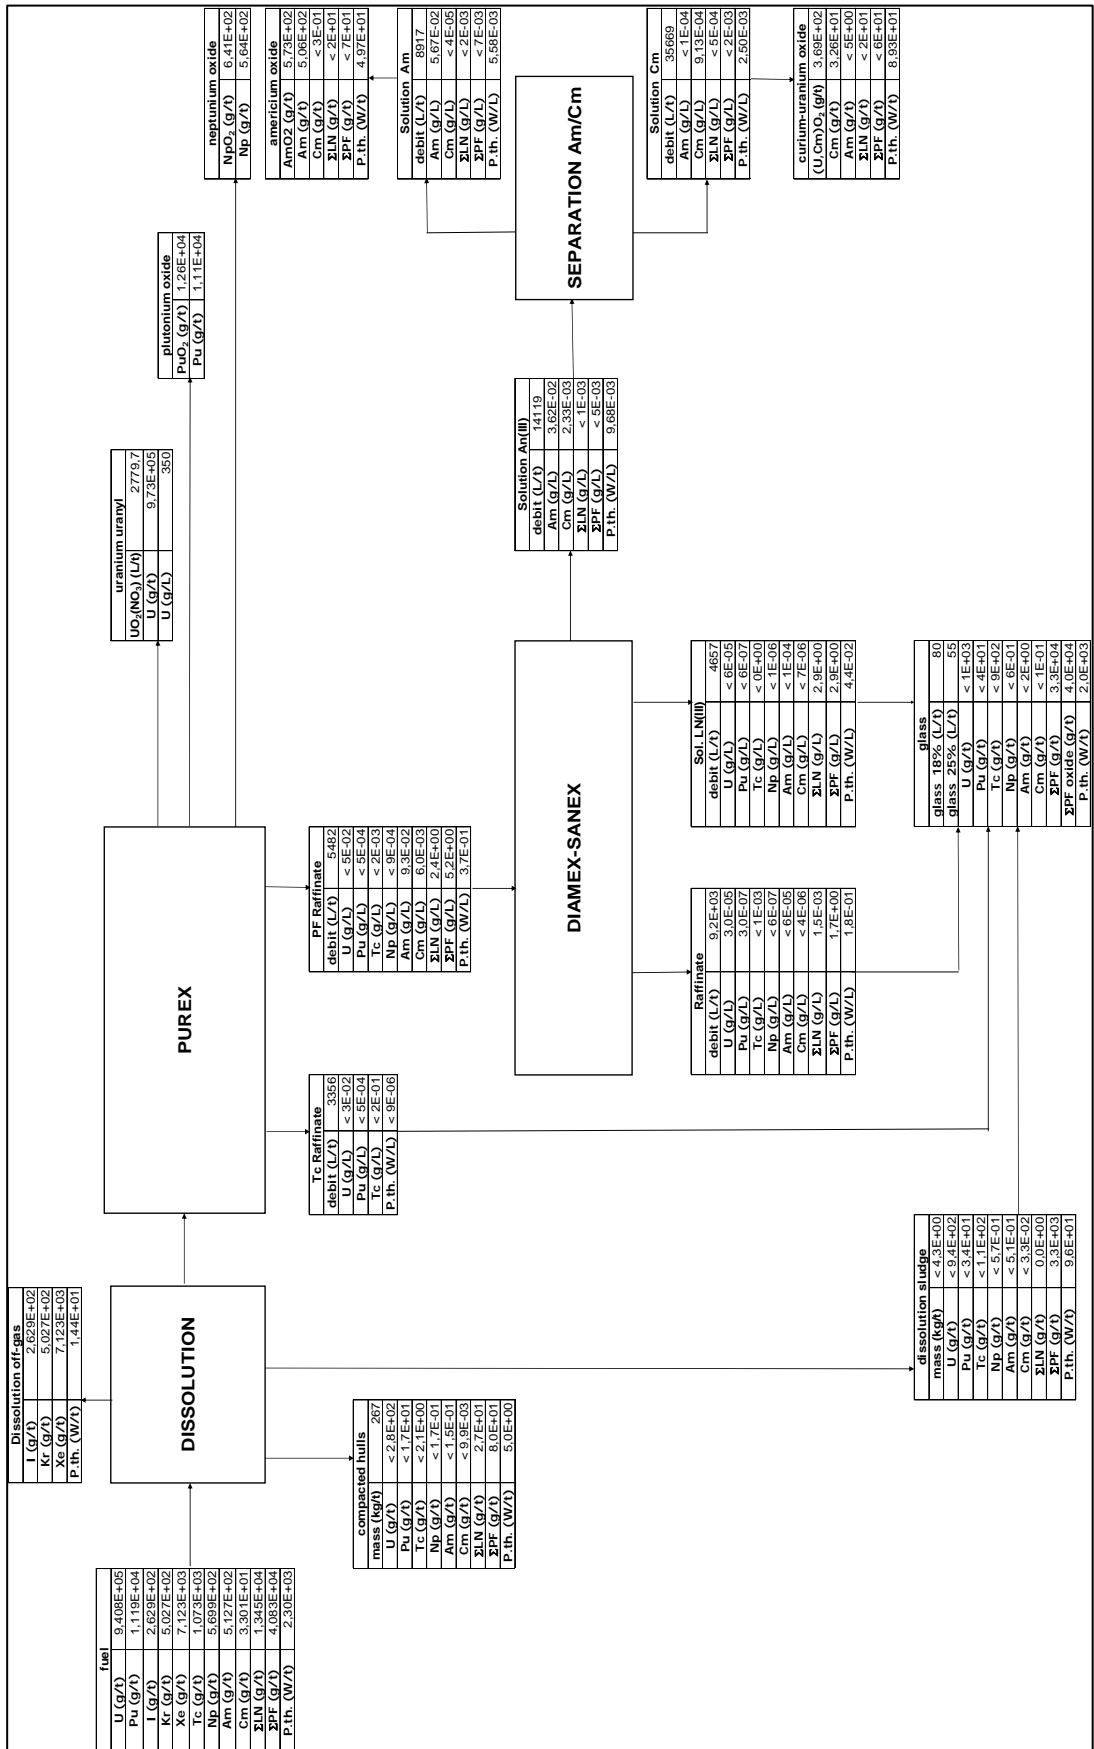 fuel
U (g/t) 9,408E+05
Pu (g/t) 1,119E+04
I (g/t) 2,629E+02
Kr (g/t) 5,027E+02
Xe (g/t) 7,123E+03
Tc (g/t) 1,073E+03
Np (g/t) 5,699E+02
Am (g/t) 5,127E+02
Cm (g/t) 3,301E+01
ΣLN (g/t) 1,345E+04
ΣPF (g/t) 4,083E+04
P.th. (W/t) 2,30E+03
Dissolution off-gas
I (g/t) 2,629E+02
Kr (g/t) 5,027E+02
Xe (g/t) 7,123E+03
P.th. (W/t) 1,44E+01
DISSOLUTION
compacted hulls
mass (kg/t) 267
U (g/t) < 2,8E+02
Pu (g/t) < 1,7E+01
Tc (g/t) < 2,1E+00
Np (g/t) < 1,7E-01
Am (g/t) < 1,5E-01
Cm (g/t) < 9,9E-03
ΣLN (g/t) 2,7E+01
ΣPF (g/t) 8,0E+01
P.th. (W/t) 5,0E+00
dissolution sludge
mass (kg/t) < 4,3E+00
U (g/t) < 9,4E+02
Pu (g/t) < 3,4E+01
Tc (g/t) < 1,1E+02
Np (g/t) < 5,7E-01
Am (g/t) < 5,1E-01
Cm (g/t) < 3,3E-02
ΣLN (g/t) 0,0E+00
ΣPF (g/t) 3,3E+03
P.th. (W/t) 9,6E+01
PUREX
Tc Raffinate
debit (L/t) 3356
U (g/L) < 3E-02
Pu (g/L) < 5E-04
Tc (g/L) < 2E-01
P.th. (W/L) < 9E-06
PF Raffinate
debit (L/t) 5482
U (g/L) < 5E-02
Pu (g/L) < 5E-04
Tc (g/L) < 2E-03
Np (g/L) < 9E-04
Am (g/L) 9,3E-02
Cm (g/L) 6,0E-03
ΣLN (g/L) 2,4E+00
ΣPF (g/L) 5,2E+00
P.th. (W/L) 3,7E-01
uranium uranyl
UO₂(NO₃) (L/t) 2779,7
U (g/t) 9,73E+05
U (g/L) 350
plutonium oxide
PuO₂ (g/t) 1,26E+04
Pu (g/t) 1,11E+04
neptunium oxide
NpO₂ (g/t) 6,41E+02
Np (g/t) 5,64E+02
DIAMEX-SANEX
Raffinate
debit (L/t) 9,2E+03
U (g/L) 3,0E-05
Pu (g/L) 3,0E-07
Tc (g/L) < 1E-03
Np (g/L) < 6E-07
Am (g/L) < 6E-05
Cm (g/L) < 4E-06
ΣLN (g/L) 1,5E-03
ΣPF (g/L) 1,7E+00
P.th. (W/L) 1,8E-01
Sol. LN(III)
debit (L/t) 4657
U (g/L) < 6E-05
Pu (g/L) < 6E-07
Tc (g/L) < 0E+00
Np (g/L) < 1E-06
Am (g/L) < 1E-04
Cm (g/L) < 7E-06
ΣLN (g/L) 2,9E+00
ΣPF (g/L) 2,9E+00
P.th. (W/L) 4,4E-02
glass
glass 18% (L/t) 80
glass 25% (L/t) 55
U (g/t) < 1E+03
Pu (g/t) < 4E+01
Tc (g/t) < 9E+02
Np (g/t) < 6E-01
Am (g/t) < 2E+00
Cm (g/t) < 1E-01
ΣPF (g/t) 3,3E+04
ΣPF oxide (g/t) 4,0E+04
P.th. (W/t) 2,0E+03
Solution An(III)
debit (L/t) 14119
Am (g/L) 3,62E-02
Cm (g/L) 2,33E-03
ΣLN (g/L) < 1E-03
ΣPF (g/L) < 5E-03
P.th. (W/L) 9,68E-03
SEPARATION Am/Cm
americium oxide
AmO2 (g/t) 5,73E+02
Am (g/t) 5,06E+02
Cm (g/t) < 3E-01
ΣLN (g/t) < 2E+01
ΣPF (g/t) < 7E+01
P.th. (W/t) 4,97E+01
Solution Am
debit (L/t) 8917
Am (g/L) 5,67E-02
Cm (g/L) < 4E-05
ΣLN (g/L) < 2E-03
ΣPF (g/L) < 7E-03
P.th. (W/L) 5,58E-03
Solution Cm
debit (L/t) 35669
Am (g/L) < 1E-04
Cm (g/L) 9,13E-04
ΣLN (g/L) < 5E-04
ΣPF (g/L) < 2E-03
P.th. (W/L) 2,50E-03
curium-uranium oxide
(U,Cm)O₂ (g/t) 3,69E+02
Cm (g/t) 3,26E+01
Am (g/t) < 5E+00
ΣLN (g/t) < 2E+01
ΣPF (g/t) < 6E+01
P.th. (W/t) 8,93E+01